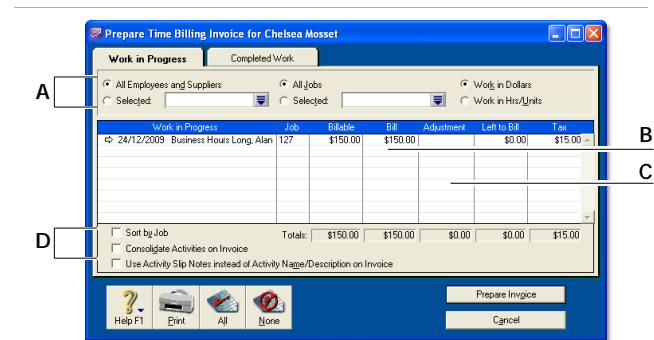 Prepare Time Billing Invoice for Chelsea Mosset
Work in Progress Completed Work
A
All Employees and Suppliers All Jobs Work in Dollars
Selected: Selected: Work in Hrs/Units
Work in Progress Job Billable Bill Adjustment Left to Bill Tax
24/12/2009 Business Hours Long, Alan 127 $150.00 $150.00 $0.00 $15.00
B
C
D
Sort by Job Totals: $150.00 $150.00 $0.00 $0.00 $15.00
Consolidate Activities on Invoice
Use Activity Slip Notes instead of Activity Name/Description on Invoice
Help F1 Print All None
Prepare Invoice
Cancel